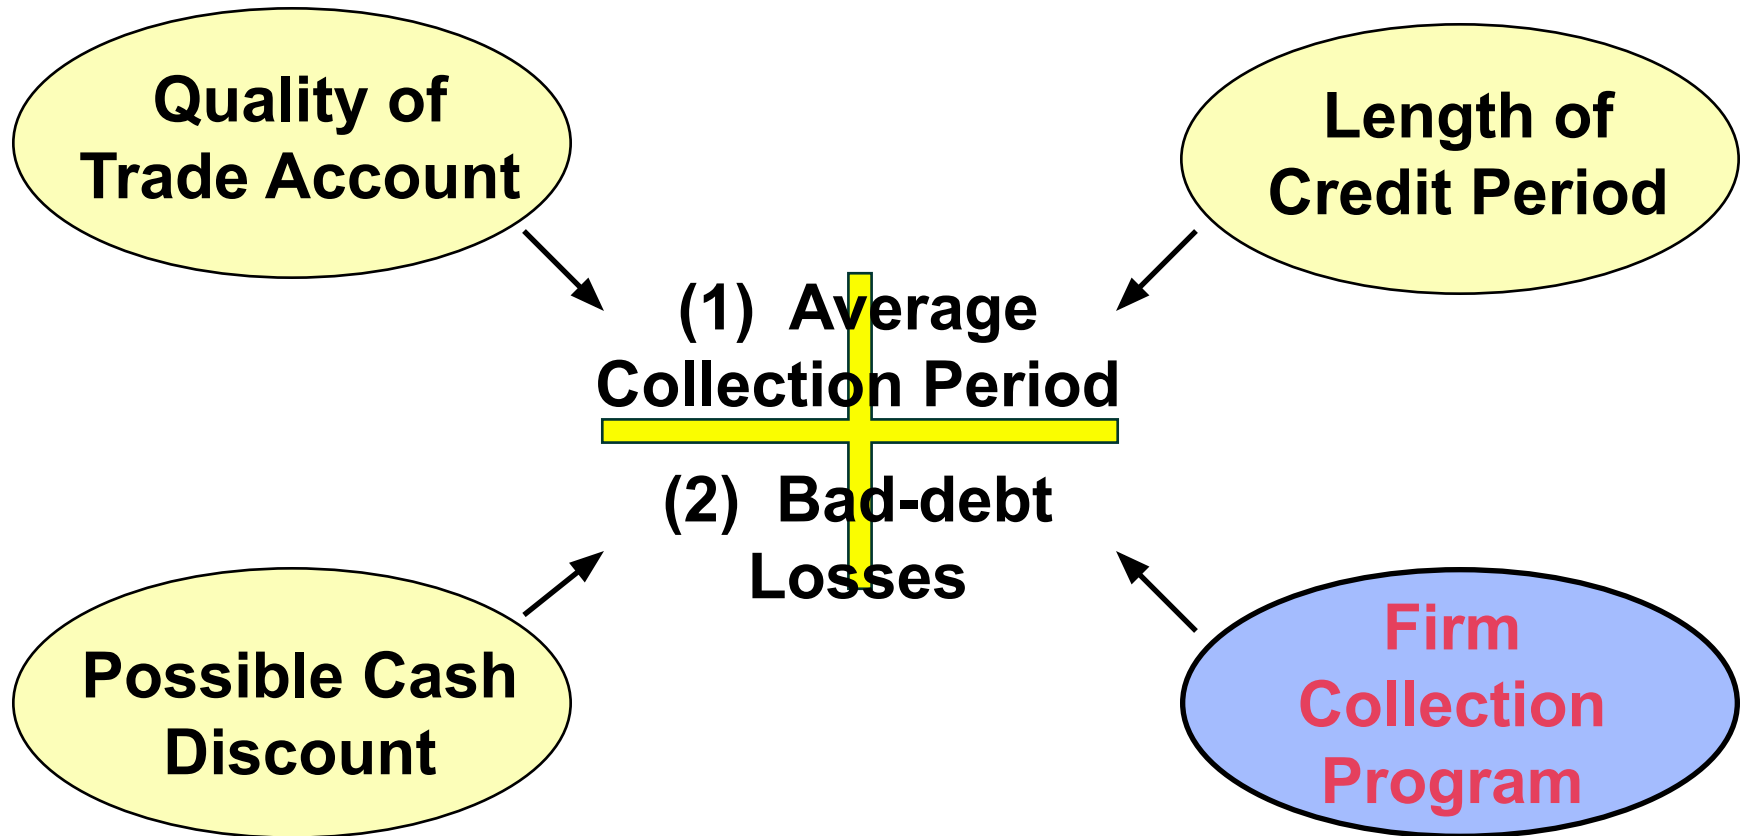 Quality of
Trade Account
Length of
Credit Period
(1) Average
Collection Period
(2) Bad-debt
Losses
Possible Cash
Discount
Firm
Collection
Program